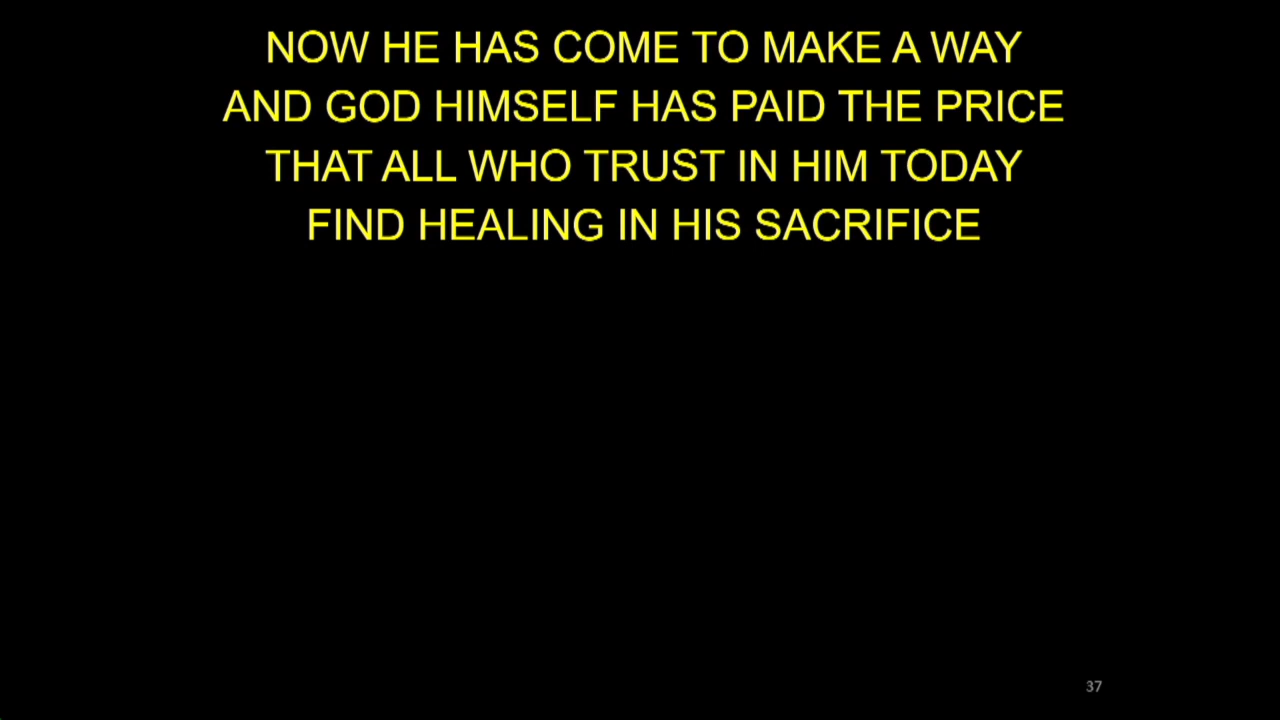 NOW HE HAS COME TO MAKE A WAY
AND GOD HIMSELF HAS PAID THE PRICE
THAT ALL WHO TRUST IN HIM TODAY
FIND HEALING IN HIS SACRIFICE
37